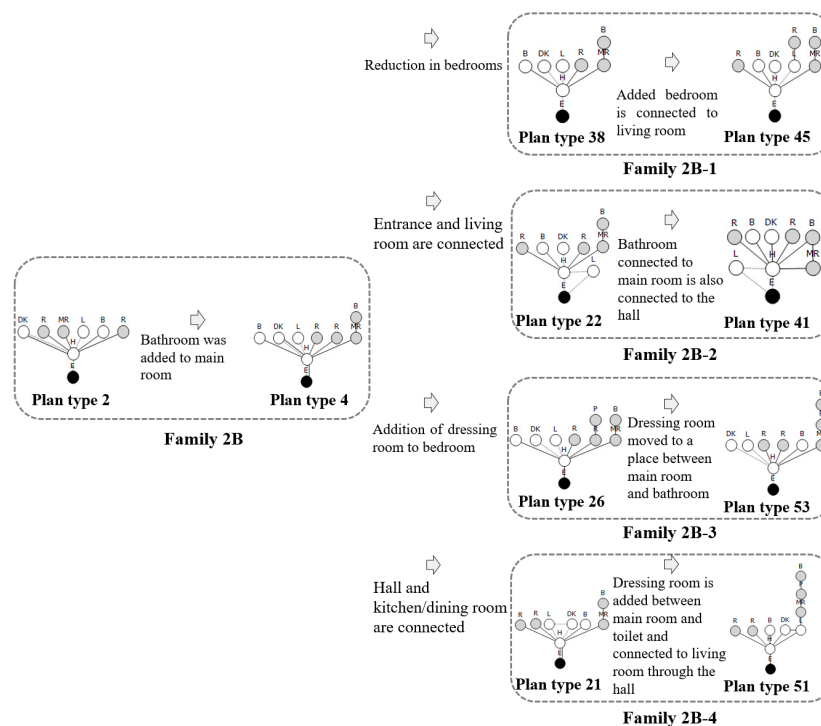 Reduction in bedrooms
B DK L R B
MR
H
E
Plan type 38
Added bedroom
is connected to
living room
R B DK R B
L MR
H
E
Plan type 45
Family 2B-1
Entrance and living
room are connected
R B DK R B
MR
H L
E
Plan type 22
Bathroom
connected to
main room is also
connected to the
hall
R B DK R B
L H MR
E
Plan type 41
Family 2B-2
DK R MR L B R
H
E
Plan type 2
Bathroom was
added to main
room
B
B DK L R R MR
H
E
Plan type 4
Family 2B
Addition of dressing
room to bedroom
P B
B DK L R R MR
H
E
Plan type 26
Dressing room
moved to a
place between
main room
and bathroom
DK L R R B
H
E
Plan type 53
Family 2B-3
Hall and
kitchen/dining room
are connected
B
R R L DK B MR
H
E
Plan type 21
Dressing room is
added between
main room and
toilet and
connected to living
room through the
hall
B
P
MR
R R B DK L
H
E
Plan type 51
Family 2B-4